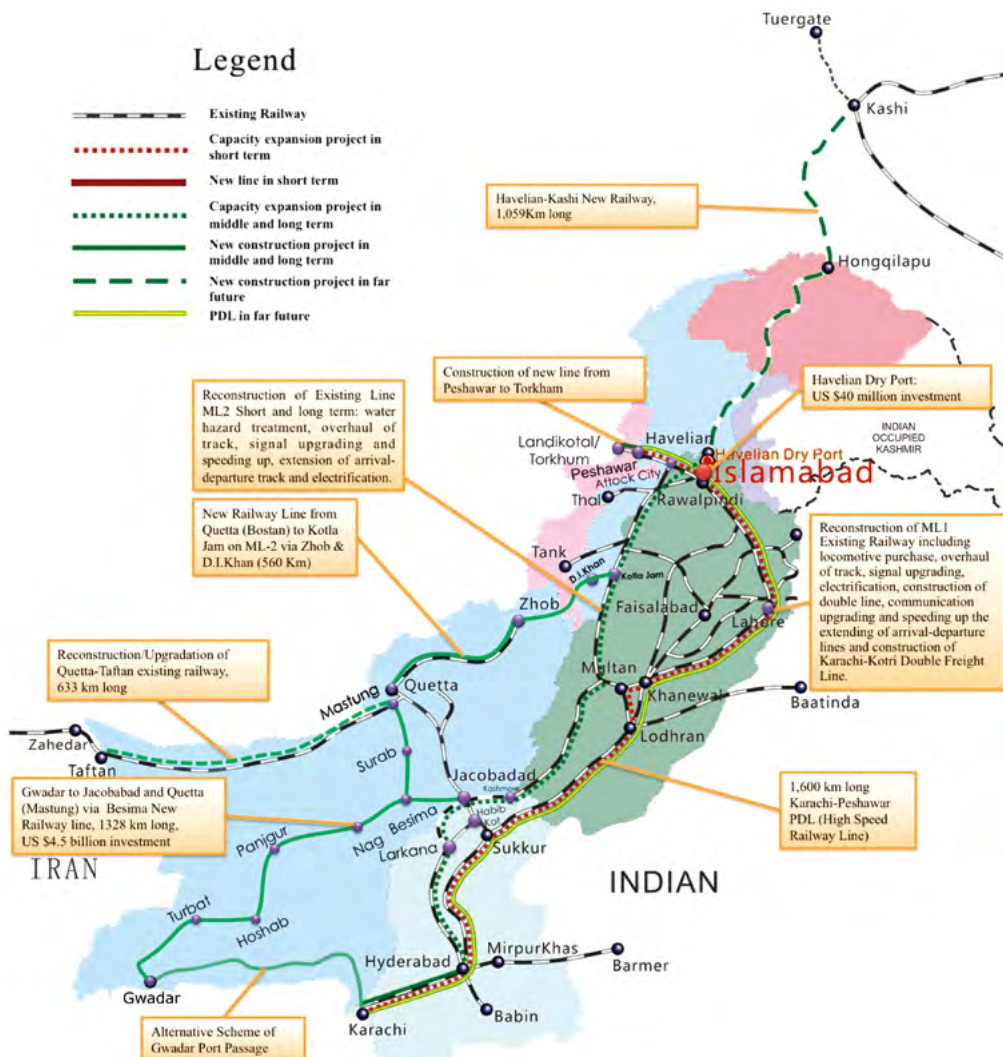 Legend
Existing Railway
Capacity expansion project in
short term
New line in short term
Capacity expansion project in
middle and long term
New construction project in
middle and long term
New construction project in far
future
PDL in far future
Tuergate
Kashi
Havelian-Kashi New Railway,
1,059Km long
Hongqilapu
Construction of new line from
Peshawar to Torkham
Havelian Dry Port:
US $40 million investment
Reconstruction of Existing Line
ML2 Short and long term: water
hazard treatment, overhaul of
track, signal upgrading and
speeding up, extension of arrival-
departure track and electrification.
Landikotal/
Torkhum
Havelian
Havelian Dry Port
Islamabad
Peshawar
Attock City
Rawalpindi
Thal
INDIAN
OCCUPIED
KASHMIR
New Railway Line from
Quetta (Bostan) to Kotla
Jam on ML-2 via Zhob &
D.I.Khan (560 Km)
Tank
D.I.Khan
Kotla Jam
Zhob
Faisalabad
Lahore
Reconstruction of ML1
Existing Railway including
locomotive purchase, overhaul
of track, signal upgrading,
electrification, construction of
double line, communication
upgrading and speeding up the
extending of arrival-departure
lines and construction of
Karachi-Kotri Double Freight
Line.
Reconstruction/Upgradation of
Quetta-Taftan existing railway,
633 km long
Mastung
Quetta
Multan
Khanewal
Baatinda
Lodhran
Zahedar
Taftan
Surab
Jacobadad
Kashmore
Gwadar to Jacobabad and Quetta
(Mastung) via Besima New
Railway line, 1328 km long,
US $4.5 billion investment
Besima
Nag
Habib
Kot
Larkana
Sukkur
1,600 km long
Karachi-Peshawar
PDL (High Speed
Railway Line)
IRAN
Panjgur
INDIAN
Turbat
Hoshab
Gwadar
Hyderabad
MirpurKhas
Barmer
Babin
Karachi
Alternative Scheme of
Gwadar Port Passage